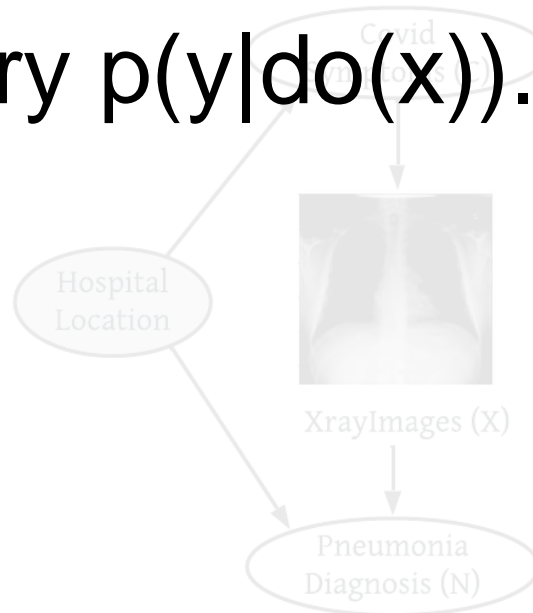 ry p(y|do(x)).
Covid
Symptoms (C)
Hospital
Location
XrayImages (X)
Pneumonia
Diagnosis (N)